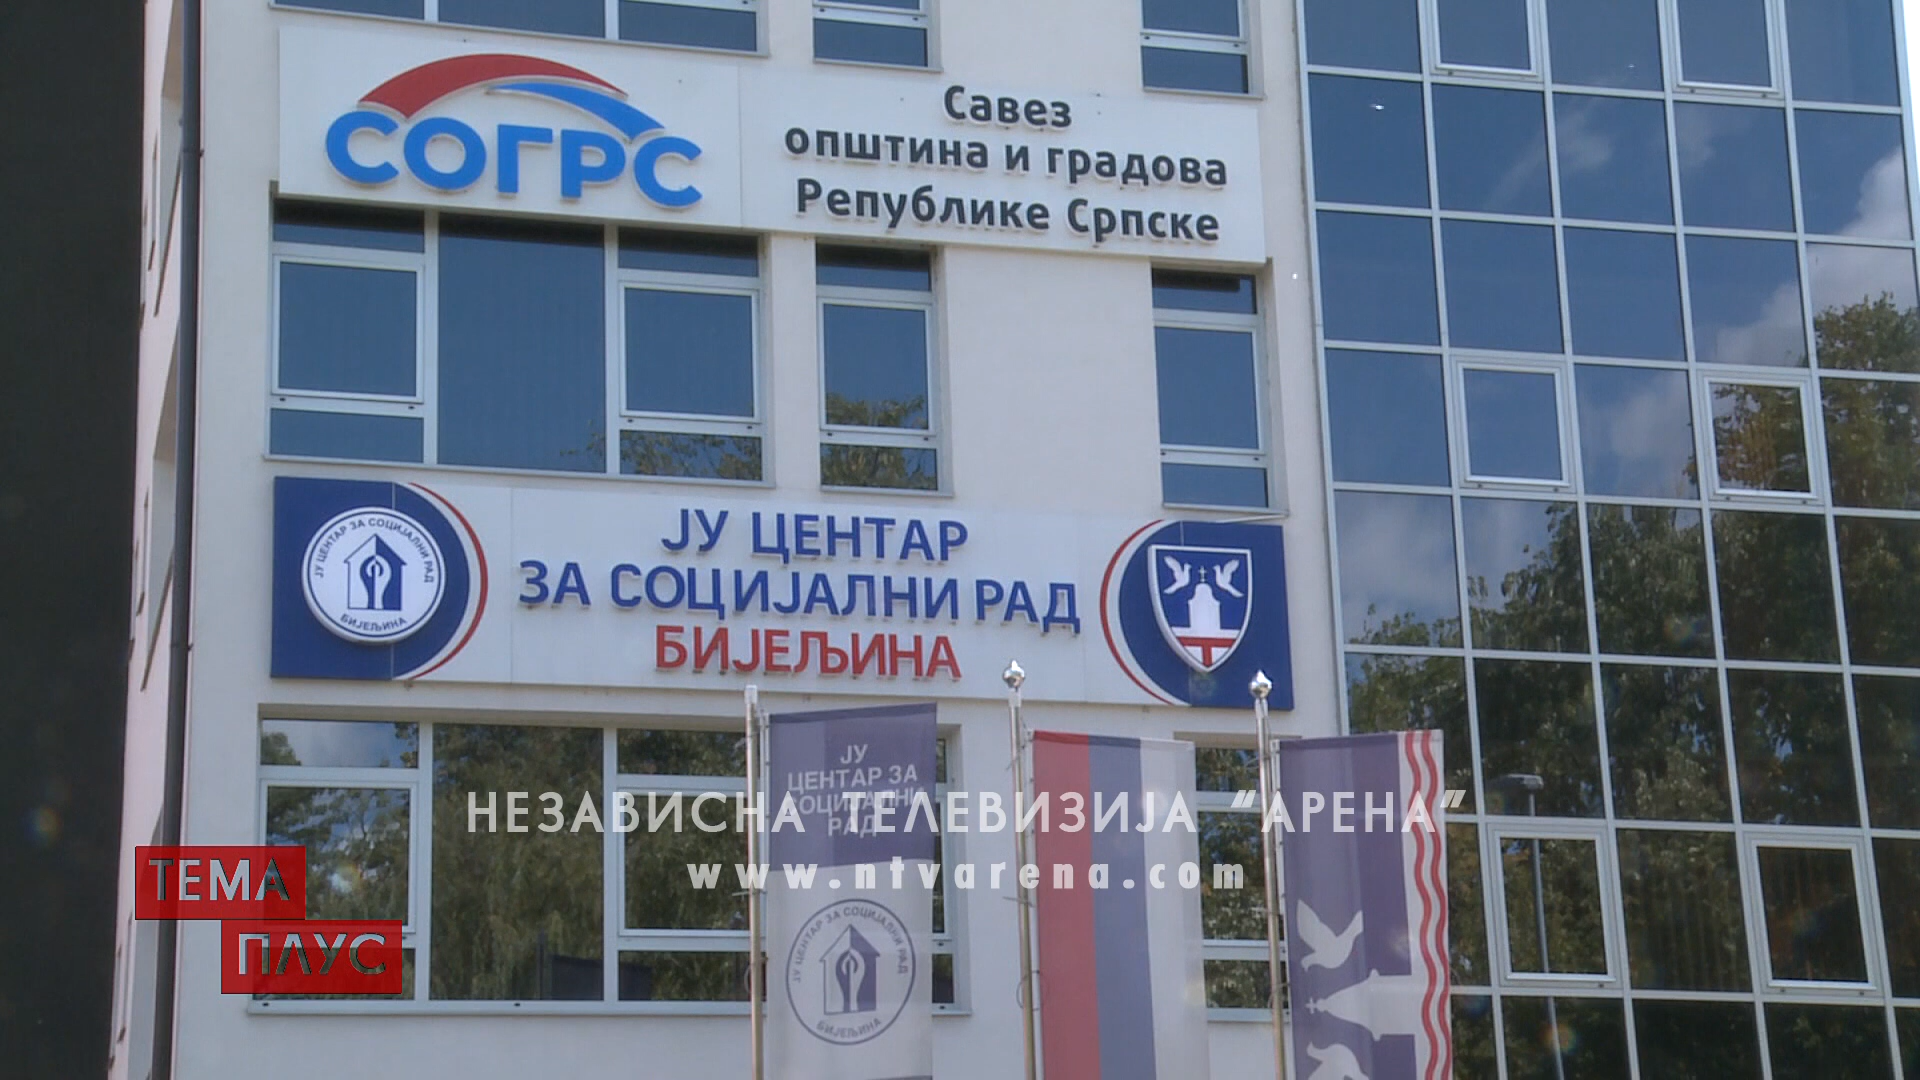 СОГРС
Савез
општина и градова
Републике Српске
ЈУ ЦЕНТАР ЗА СОЦИЈАЛНИ РАД
БИЈЕЉИНА
ЈУ ЦЕНТАР
ЗА СОЦИЈАЛНИ РАД
БИЈЕЉИНА
ЈУ
ЦЕНТАР ЗА
СОЦИЈАЛНИ
РАД
НЕЗАВИСНА ТЕЛЕВИЗИЈА “АРЕНА”
www.ntvarena.com
ТЕМА
ПЛУС
ЈУ ЦЕНТАР ЗА СОЦИЈАЛНИ РАД
БИЈЕЉИНА